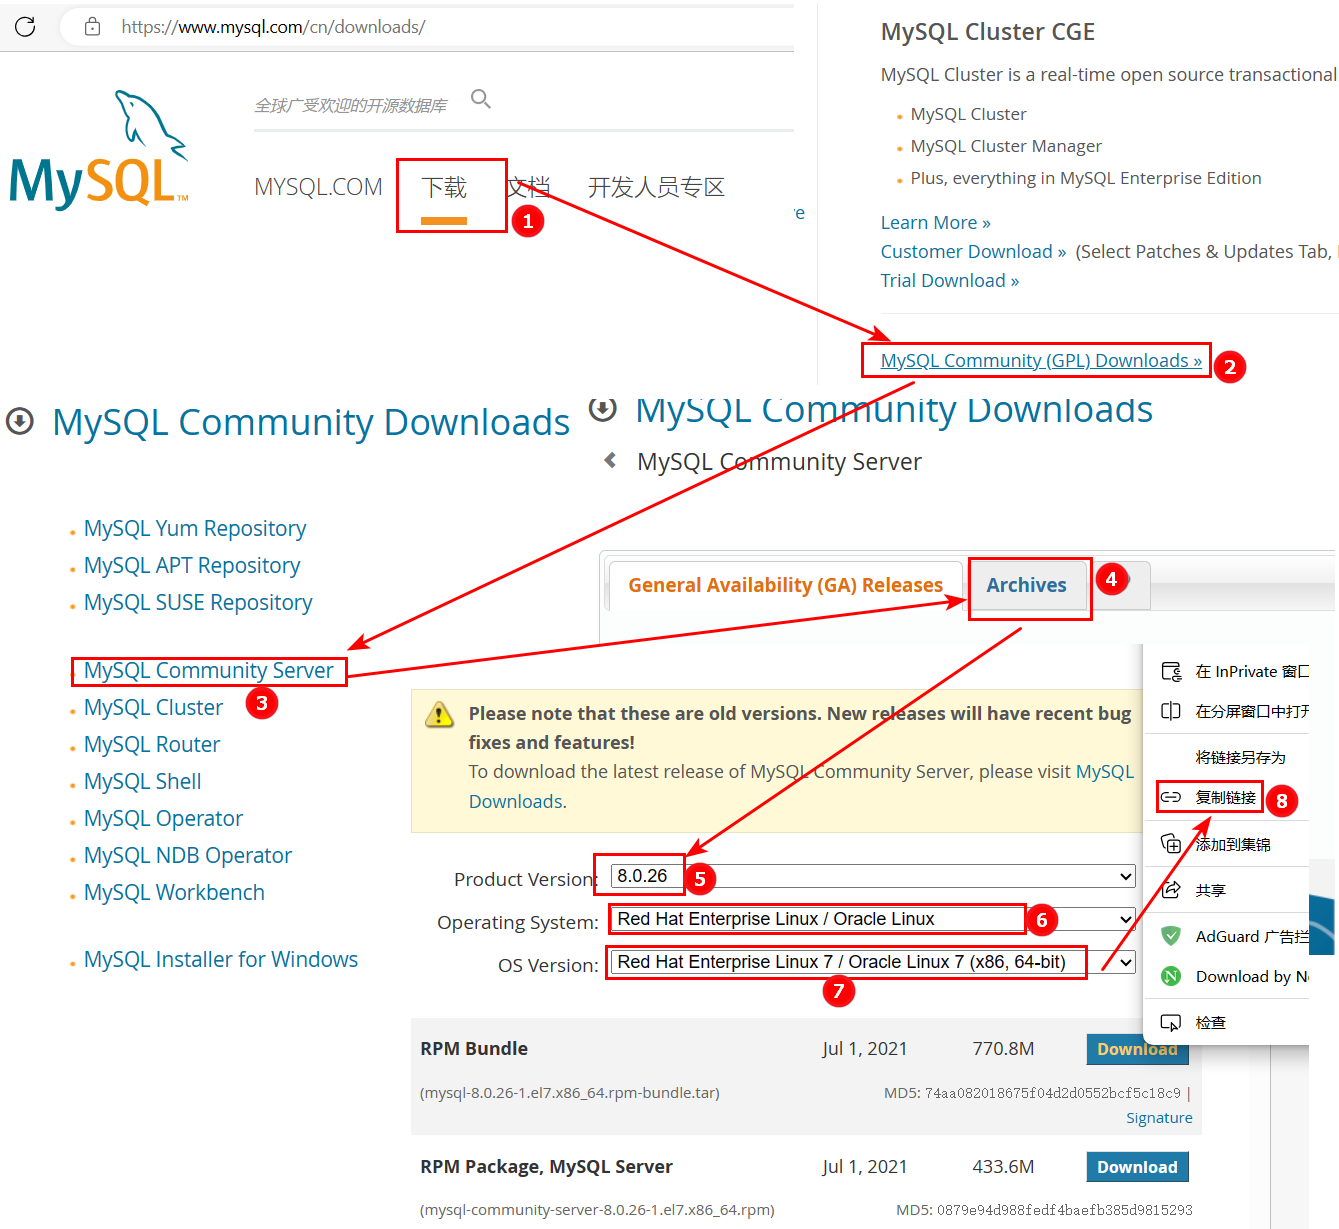 https://www.mysql.com/cn/downloads/
全球广受欢迎的开源数据库
MySQL™
MYSQL.COM
下载
文档
开发人员专区
1
re
MySQL Cluster CGE
MySQL Cluster is a real-time open source transactional
MySQL Cluster
MySQL Cluster Manager
Plus, everything in MySQL Enterprise Edition
Learn More »
Customer Download » (Select Patches & Updates Tab,
Trial Download »
MySQL Community (GPL) Downloads »
2
MySQL Community Downloads
MySQL Yum Repository
MySQL APT Repository
MySQL SUSE Repository
MySQL Community Server
3
MySQL Cluster
MySQL Router
MySQL Shell
MySQL Operator
MySQL NDB Operator
MySQL Workbench
MySQL Installer for Windows
MySQL Community Downloads
MySQL Community Server
General Availability (GA) Releases
Archives
4
Please note that these are old versions. New releases will have recent bug
fixes and features!
To download the latest release of MySQL Community Server, please visit MySQL
Downloads.
Product Version: 8.0.26
5
Operating System: Red Hat Enterprise Linux / Oracle Linux
6
OS Version: Red Hat Enterprise Linux 7 / Oracle Linux 7 (x86, 64-bit)
7
在 InPrivate 窗口
在分屏窗口中打开
将链接另存为
复制链接
8
添加到集锦
共享
AdGuard 广告拦
Download by Ne
检查
RPM Bundle Jul 1, 2021 770.8M Download
(mysql-8.0.26-1.el7.x86_64.rpm-bundle.tar) MD5: 74aa082018675f04d2d0552bcf5c18c9 |
Signature
RPM Package, MySQL Server Jul 1, 2021 433.6M Download
(mysql-community-server-8.0.26-1.el7.x86_64.rpm) MD5: 0879e94d988fedf4baefb385d9815293